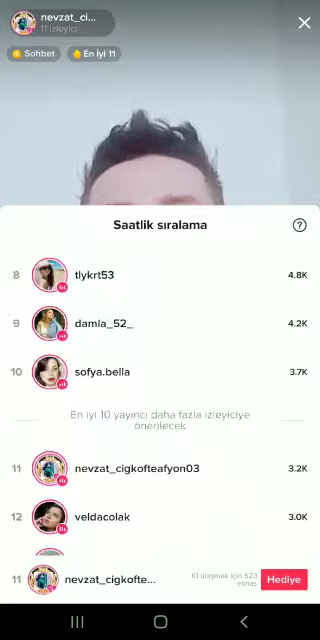 nevzat_ci...
11 izleyici
Sohbet
En iyi 11
Saatlik sıralama
8 tlykrt53 4.8K
9 damla_52_ 4.2K
10 sofya.bella 3.7K
En iyi 10 yayıncı daha fazla izleyiciye
önerilecek
11 nevzat_cigkofteafyon03 3.2K
12 veldacolak 3.0K
11 nevzat_cigkofte...
10 ulaşmak için 523
elmas
Hediye